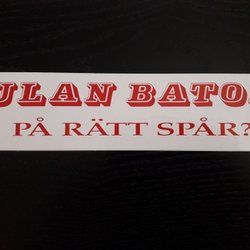 ULAN BATO
PÅ RÄTT SPÅR?